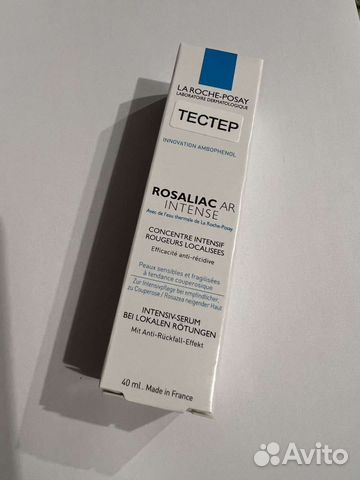 LA ROCHE-POSAY
LABORATOIRE DERMATOLOGIQUE
ТЕСТЕР
INNOVATION AMBOPHENOL
ROSALIAC AR
INTENSE
Avec de l'eau thermale de La Roche-Posay
CONCENTRE INTENSIF
ROUGEURS LOCALISEES
Efficacité anti-récidive
Peaux sensibles et fragilisées
à tendance couperosique
Zur Intensivpflege bei empfindlicher,
zu Couperose / Rosazea neigender Haut
INTENSIV-SERUM
BEI LOKALEN RÖTUNGEN
Mit Anti-Rückfall-Effekt
40 ml. Made in France
Avito